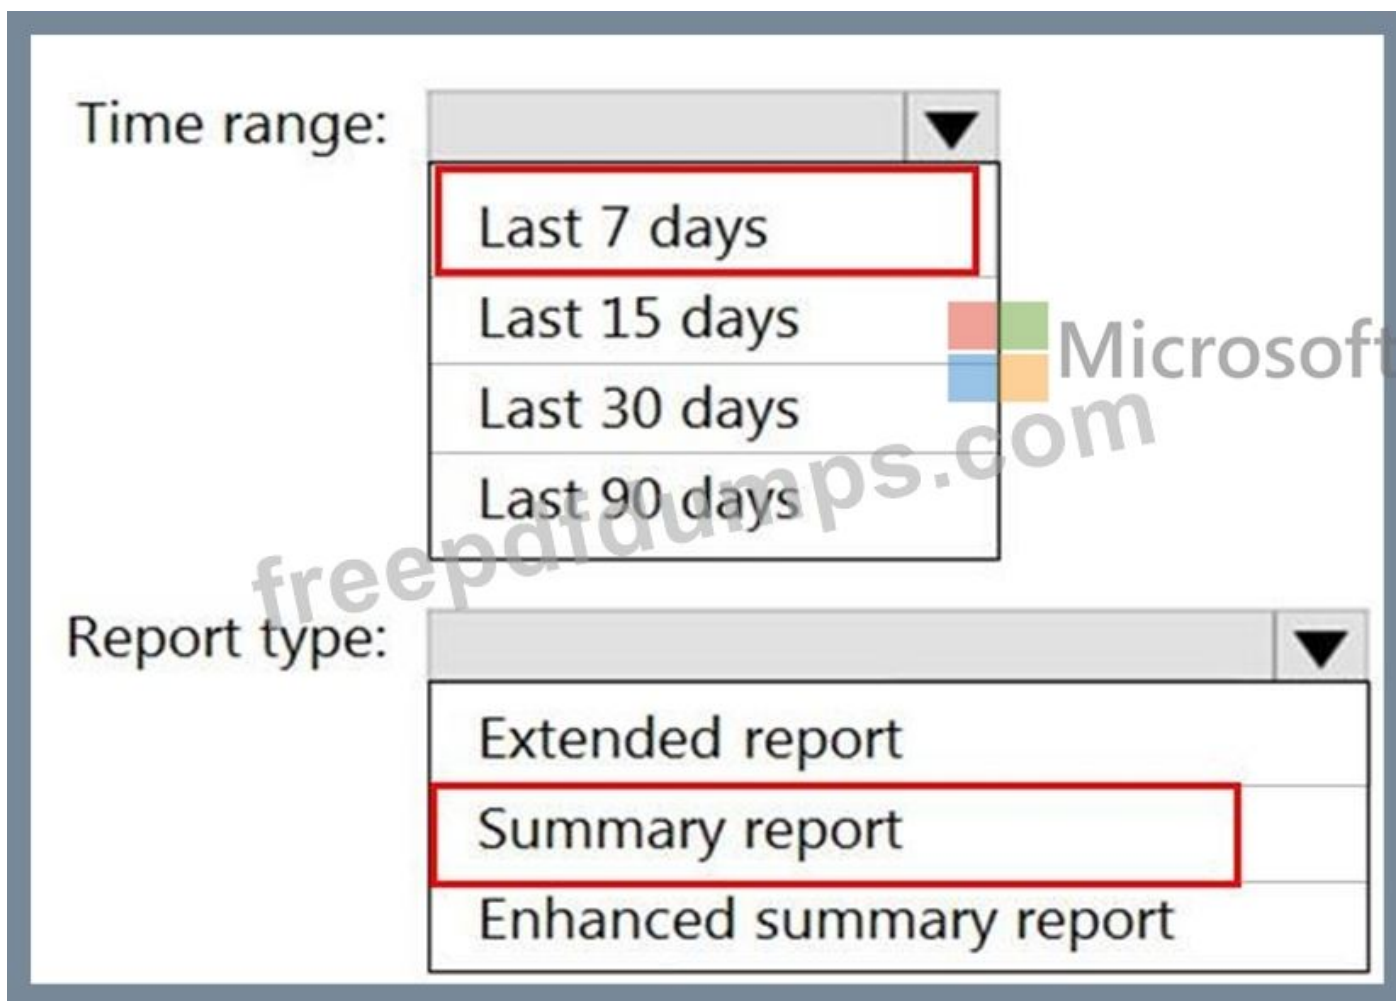 Time range:
Last 7 days
Last 15 days
Microsoft
Last 30 days
Last 90 days
freepdfdumps.com
Report type:
Extended report
Summary report
Enhanced summary report